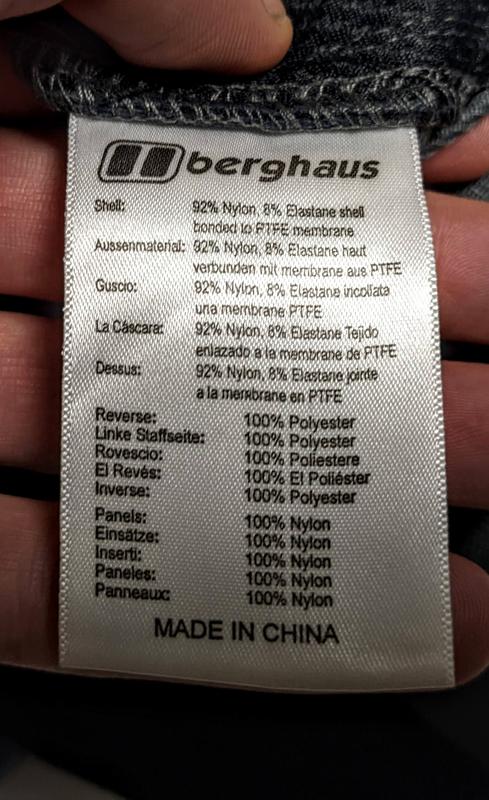 berghaus
Shell: 92% Nylon, 8% Elastane shell
bonded to PTFE membrane
Aussenmaterial: 92% Nylon, 8% Elastane haut
verbunden mit membrane aus PTFE
Guscio: 92% Nylon, 8% Elastane incollata
una membrane PTFE
La Cáscara: 92% Nylon, 8% Elastane Tejido
enlazado a la membrane de PTFE
Dessus: 92% Nylon, 8% Elastane jointe
a la membrane en PTFE
Reverse: 100% Polyester
Linke Staffseite: 100% Polyester
Rovescio: 100% Poliestere
El Revés: 100% El Poliéster
Inverse: 100% Polyester
Panels: 100% Nylon
Einsätze: 100% Nylon
Inserti: 100% Nylon
Paneles: 100% Nylon
Panneaux: 100% Nylon
MADE IN CHINA